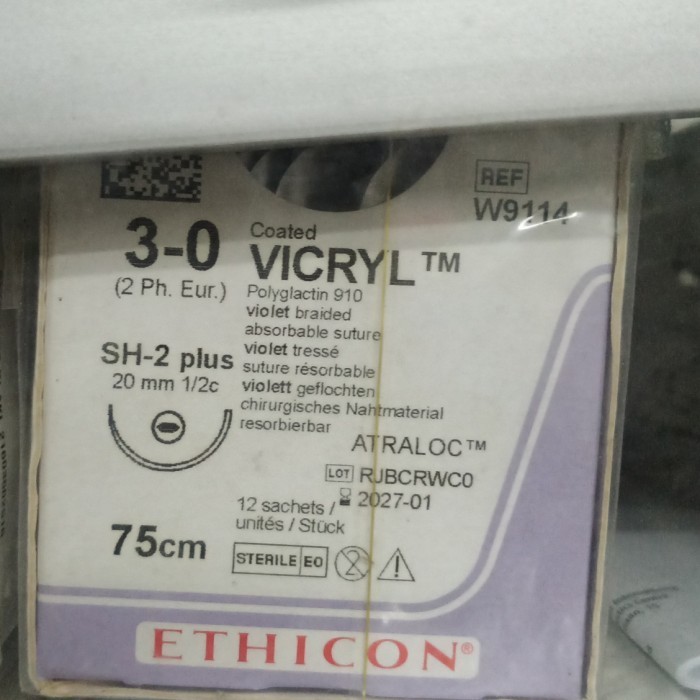 REF
W9114
3-0
(2 Ph. Eur.)
Coated
VICRYL™
Polyglactin 910
violet braided
absorbable suture
violet tressé
suture résorbable
violett geflochten
chirurgisches Nahtmaterial
resorbierbar
SH-2 plus
20 mm 1/2c
ATRALOC™
LOT RJBCRWC0
2027-01
12 sachets /
unités / Stück
75cm
STERILE EO
2
ETHICON®